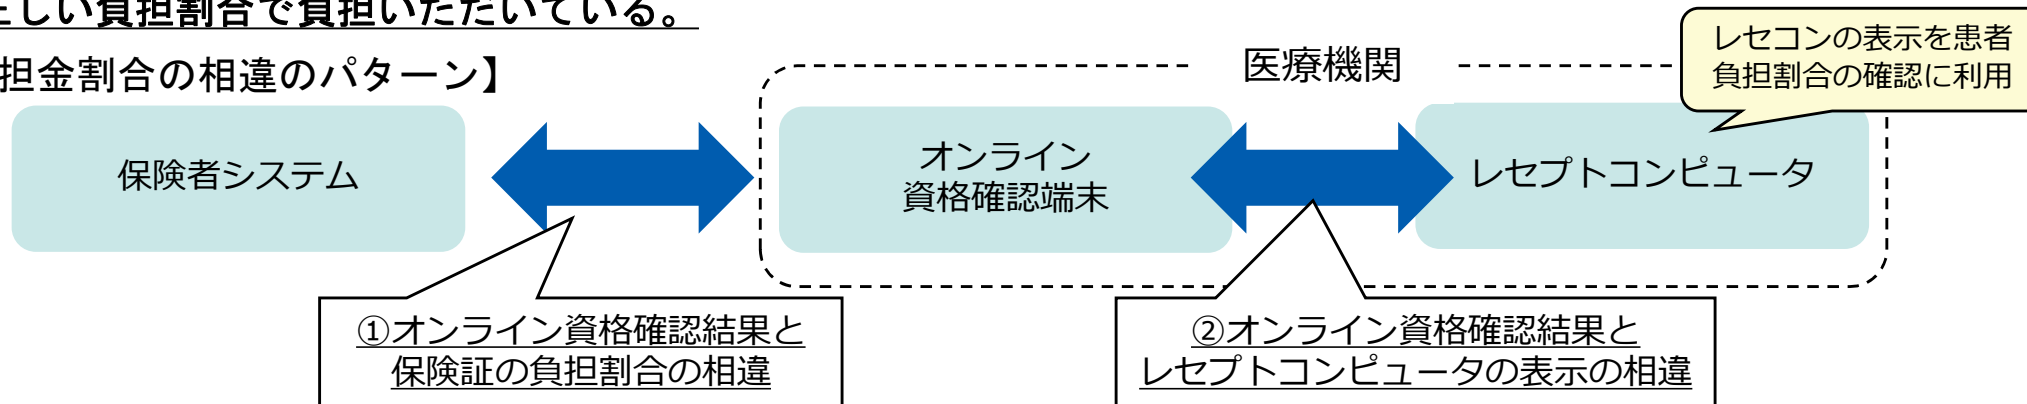 正しい負担割合で負担いただいている。
担金割合の相違のパターン】
医療機関
レセコンの表示を患者
負担割合の確認に利用
保険者システム
オンライン
資格確認端末
レセプトコンピュータ
①オンライン資格確認結果と
保険証の負担割合の相違
②オンライン資格確認結果と
レセプトコンピュータの表示の相違